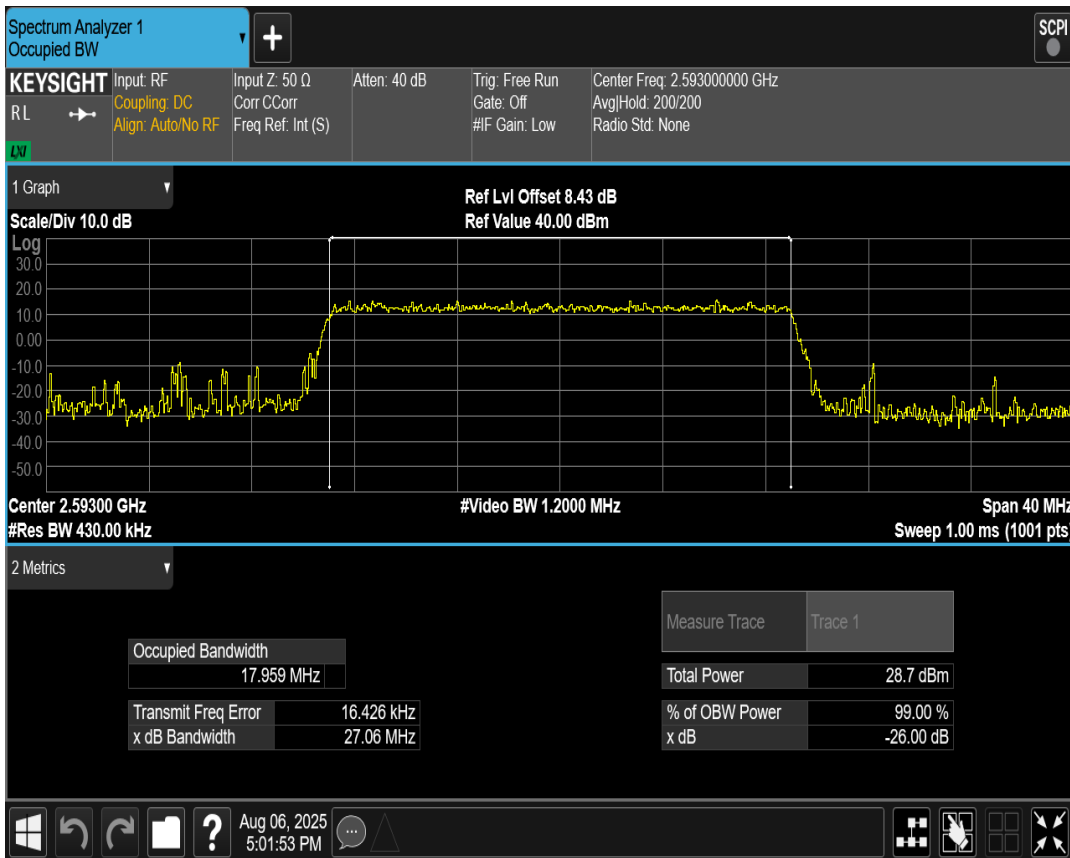 Spectrum Analyzer 1
Occupied BW
SCPI
KEYSIGHT
RL
LXI
Input: RF
Coupling: DC
Align: Auto/No RF
Input Z: 50 Ω
Corr CCorr
Freq Ref: Int (S)
Atten: 40 dB
Trig: Free Run
Gate: Off
#IF Gain: Low
Center Freq: 2.593000000 GHz
Avg|Hold: 200/200
Radio Std: None
1 Graph
Ref Lvl Offset 8.43 dB
Scale/Div 10.0 dB
Ref Value 40.00 dBm
Log
30.0
20.0
10.0
0.00
-10.0
-20.0
-30.0
-40.0
-50.0
Center 2.59300 GHz
#Video BW 1.2000 MHz
Span 40 MHz
#Res BW 430.00 kHz
Sweep 1.00 ms (1001 pts)
2 Metrics
Measure Trace
Trace 1
Occupied Bandwidth
17.959 MHz
Total Power
28.7 dBm
Transmit Freq Error
16.426 kHz
% of OBW Power
99.00 %
x dB Bandwidth
27.06 MHz
x dB
-26.00 dB
?
Aug 06, 2025
5:01:53 PM